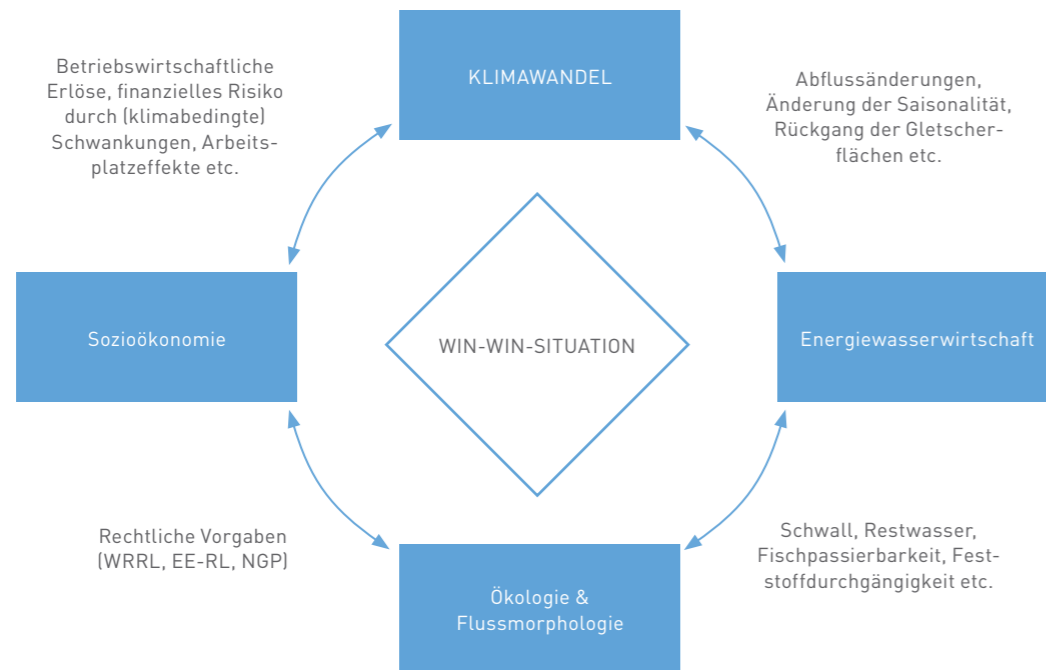 KLIMAWANDEL
Betriebswirtschaftliche
Erlöse, finanzielles Risiko
durch (klimabedingte)
Schwankungen, Arbeits-
platzeffekte etc.
Abflussänderungen,
Änderung der Saisonalität,
Rückgang der Gletscher-
flächen etc.
Sozioökonomie
WIN-WIN-SITUATION
Energiewasserwirtschaft
Rechtliche Vorgaben
(WRRL, EE-RL, NGP)
Schwall, Restwasser,
Fischpassierbarkeit, Fest-
stoffdurchgängigkeit etc.
Ökologie &
Flussmorphologie